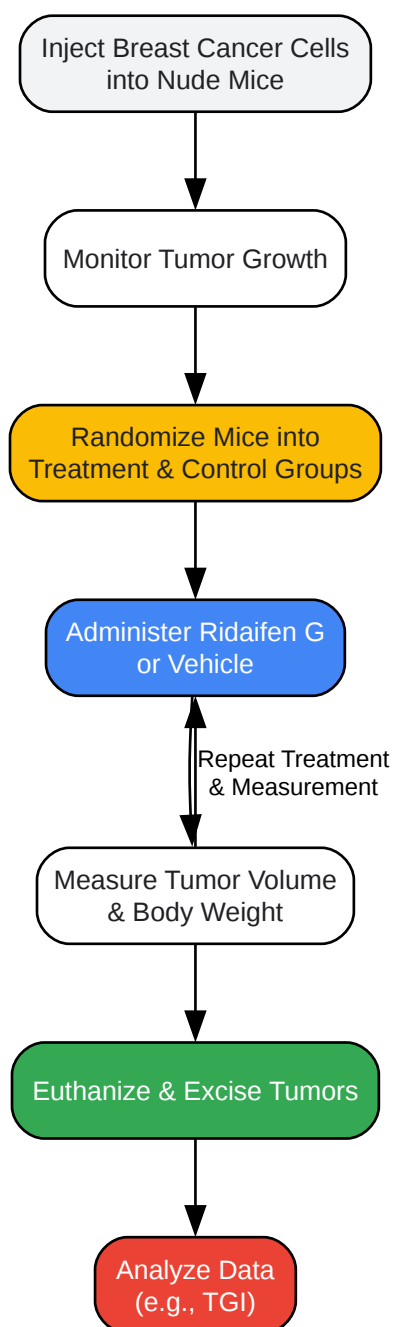 Inject Breast Cancer Cells
into Nude Mice
Monitor Tumor Growth
Randomize Mice into
Treatment & Control Groups
Administer Ridaifen G
or Vehicle
Repeat Treatment
& Measurement
Measure Tumor Volume
& Body Weight
Euthanize & Excise Tumors
Analyze Data
(e.g., TGI)